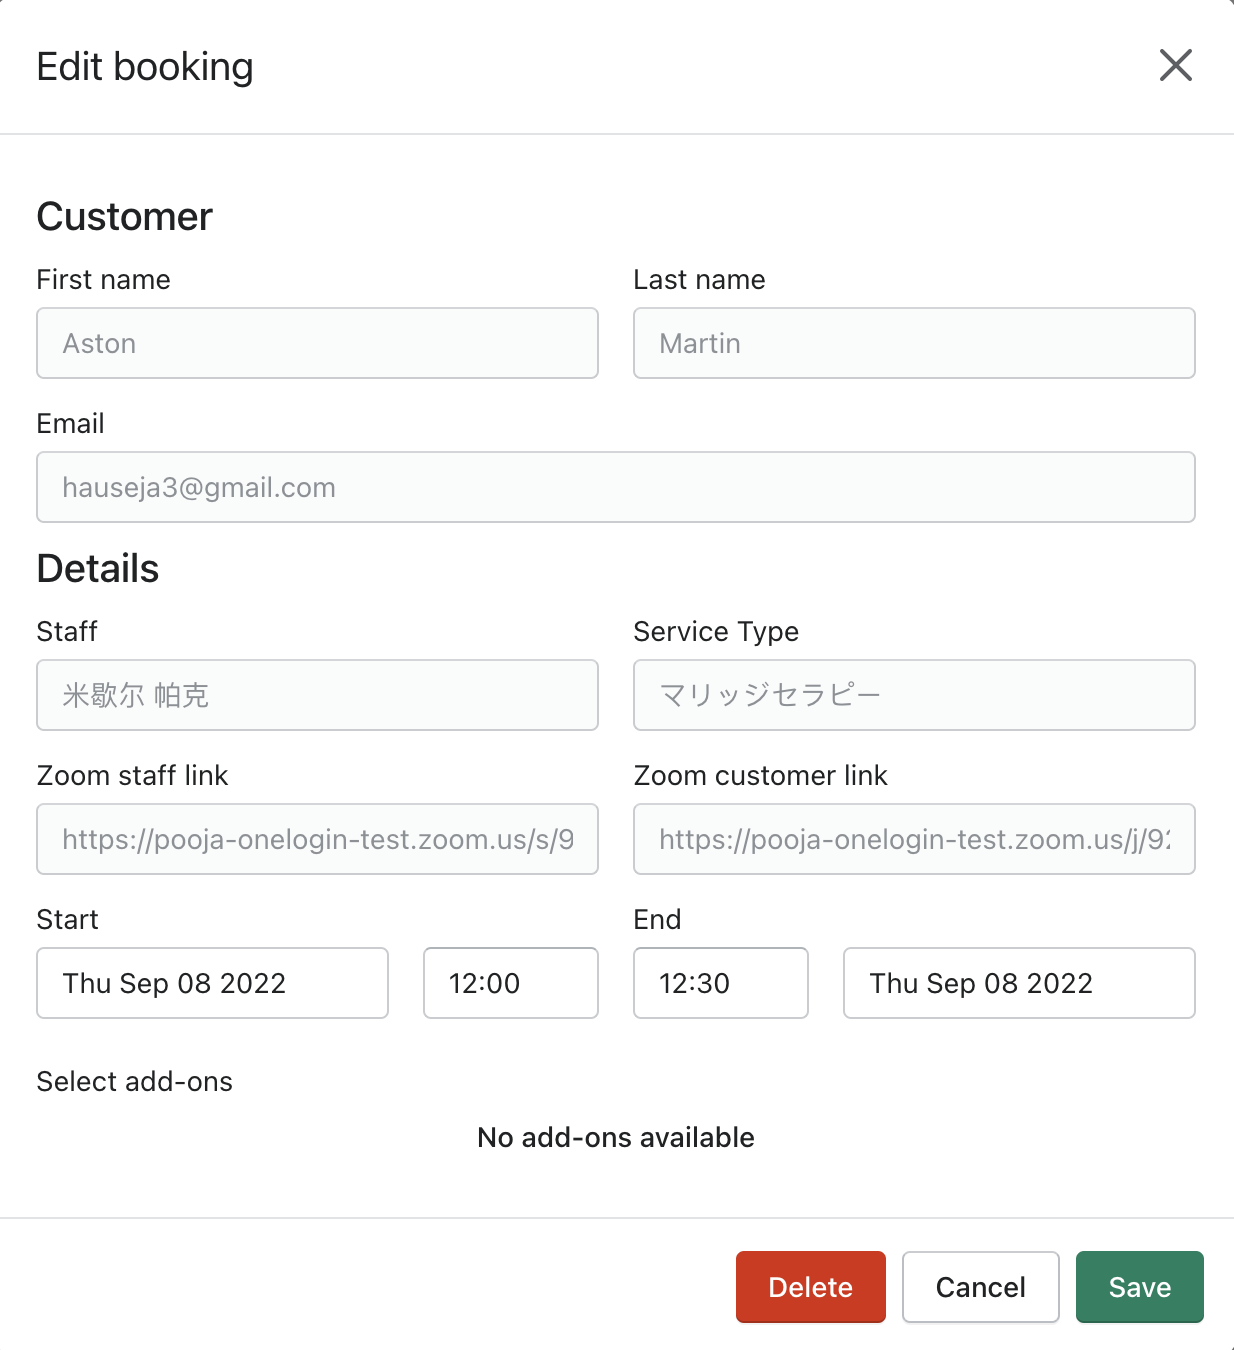 Edit booking
Customer
First name
Last name
Aston
Martin
Email
hauseja3@gmail.com
Details
Staff
Service Type
米歇尔 帕克
マリッジセラピー
Zoom staff link
Zoom customer link
https://pooja-onelogin-test.zoom.us/s/9
https://pooja-onelogin-test.zoom.us/j/92
Start
End
Thu Sep 08 2022
12:00
12:30
Thu Sep 08 2022
Select add-ons
No add-ons available
Delete
Cancel
Save